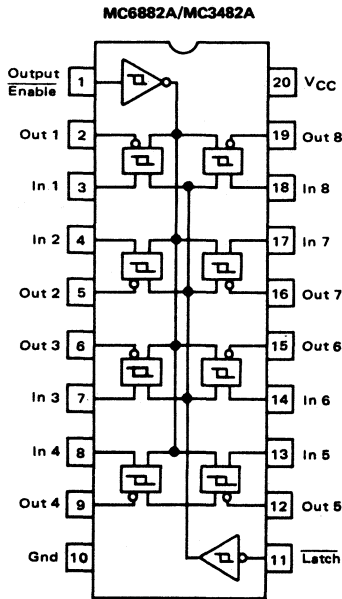 MC6882A/MC3482A
Output
Enable 1 20 VCC
Out 1 2 19 Out 8
In 1 3 18 In 8
In 2 4 17 In 7
Out 2 5 16 Out 7
Out 3 6 15 Out 6
In 3 7 14 In 6
In 4 8 13 In 5
Out 4 9 12 Out 5
Gnd 10 11 Latch